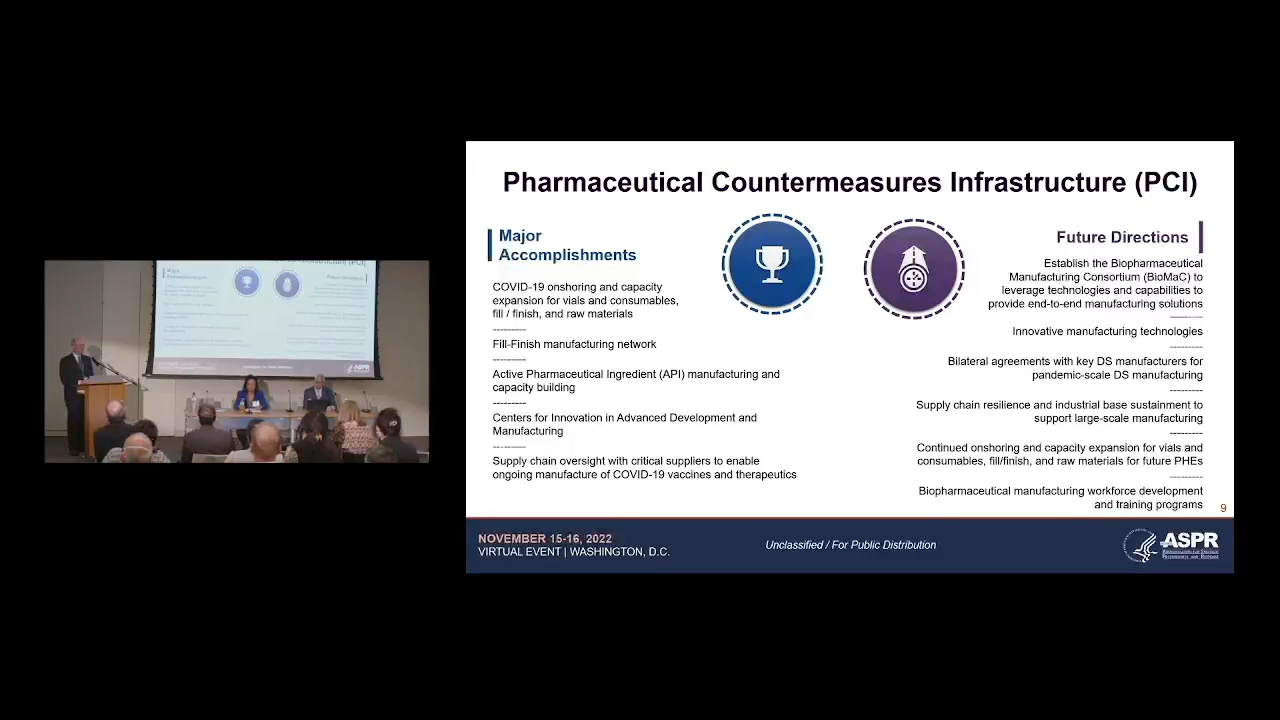 Pharmaceutical Countermeasures Infrastructure (PCI)
Major
Accomplishments
COVID-19 onshoring and capacity
expansion for vials and consumables,
fill / finish, and raw materials
----------
Fill-Finish manufacturing network
----------
Active Pharmaceutical Ingredient (API) manufacturing and
capacity building
----------
Centers for Innovation in Advanced Development and
Manufacturing
----------
Supply chain oversight with critical suppliers to enable
ongoing manufacture of COVID-19 vaccines and therapeutics
Future Directions
Establish the Biopharmaceutical
Manufacturing Consortium (BioMaC) to
leverage technologies and capabilities to
provide end-to-end manufacturing solutions
----------
Innovative manufacturing technologies
----------
Bilateral agreements with key DS manufacturers for
pandemic-scale DS manufacturing
----------
Supply chain resilience and industrial base sustainment to
support large-scale manufacturing
----------
Continued onshoring and capacity expansion for vials and
consumables, fill/finish, and raw materials for future PHEs
----------
Biopharmaceutical manufacturing workforce development
and training programs
9
NOVEMBER 15-16, 2022
VIRTUAL EVENT | WASHINGTON, D.C.
Unclassified / For Public Distribution
ASPR